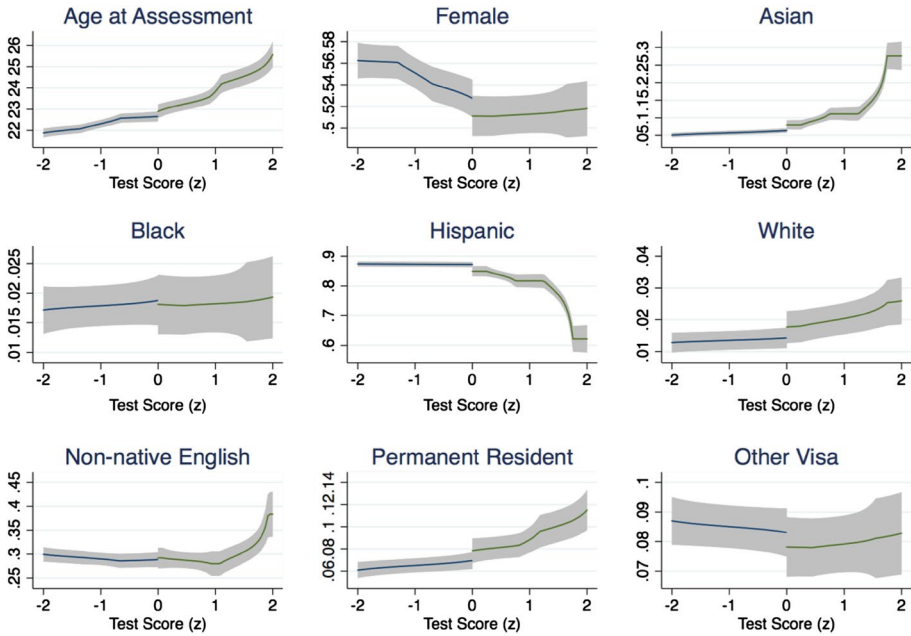 Age at Assessment
22 23 24 25 26
-2 -1 0 1 2
Test Score (z)
Female
.5 .52 .54 .56 .58
-2 -1 0 1 2
Test Score (z)
Asian
.05 .1 .15 .2 .25 .3
-2 -1 0 1 2
Test Score (z)
Black
.01 .015 .02 .025
-2 -1 0 1 2
Test Score (z)
Hispanic
.9
.8
.7
.6
-2 -1 0 1 2
Test Score (z)
White
.01 .02 .03 .04
-2 -1 0 1 2
Test Score (z)
Non-native English
.25 .3 .35 .4 .45
-2 -1 0 1 2
Test Score (z)
Permanent Resident
.06 .08 .1 .12 .14
-2 -1 0 1 2
Test Score (z)
Other Visa
.1
.09
.08
.07
-2 -1 0 1 2
Test Score (z)